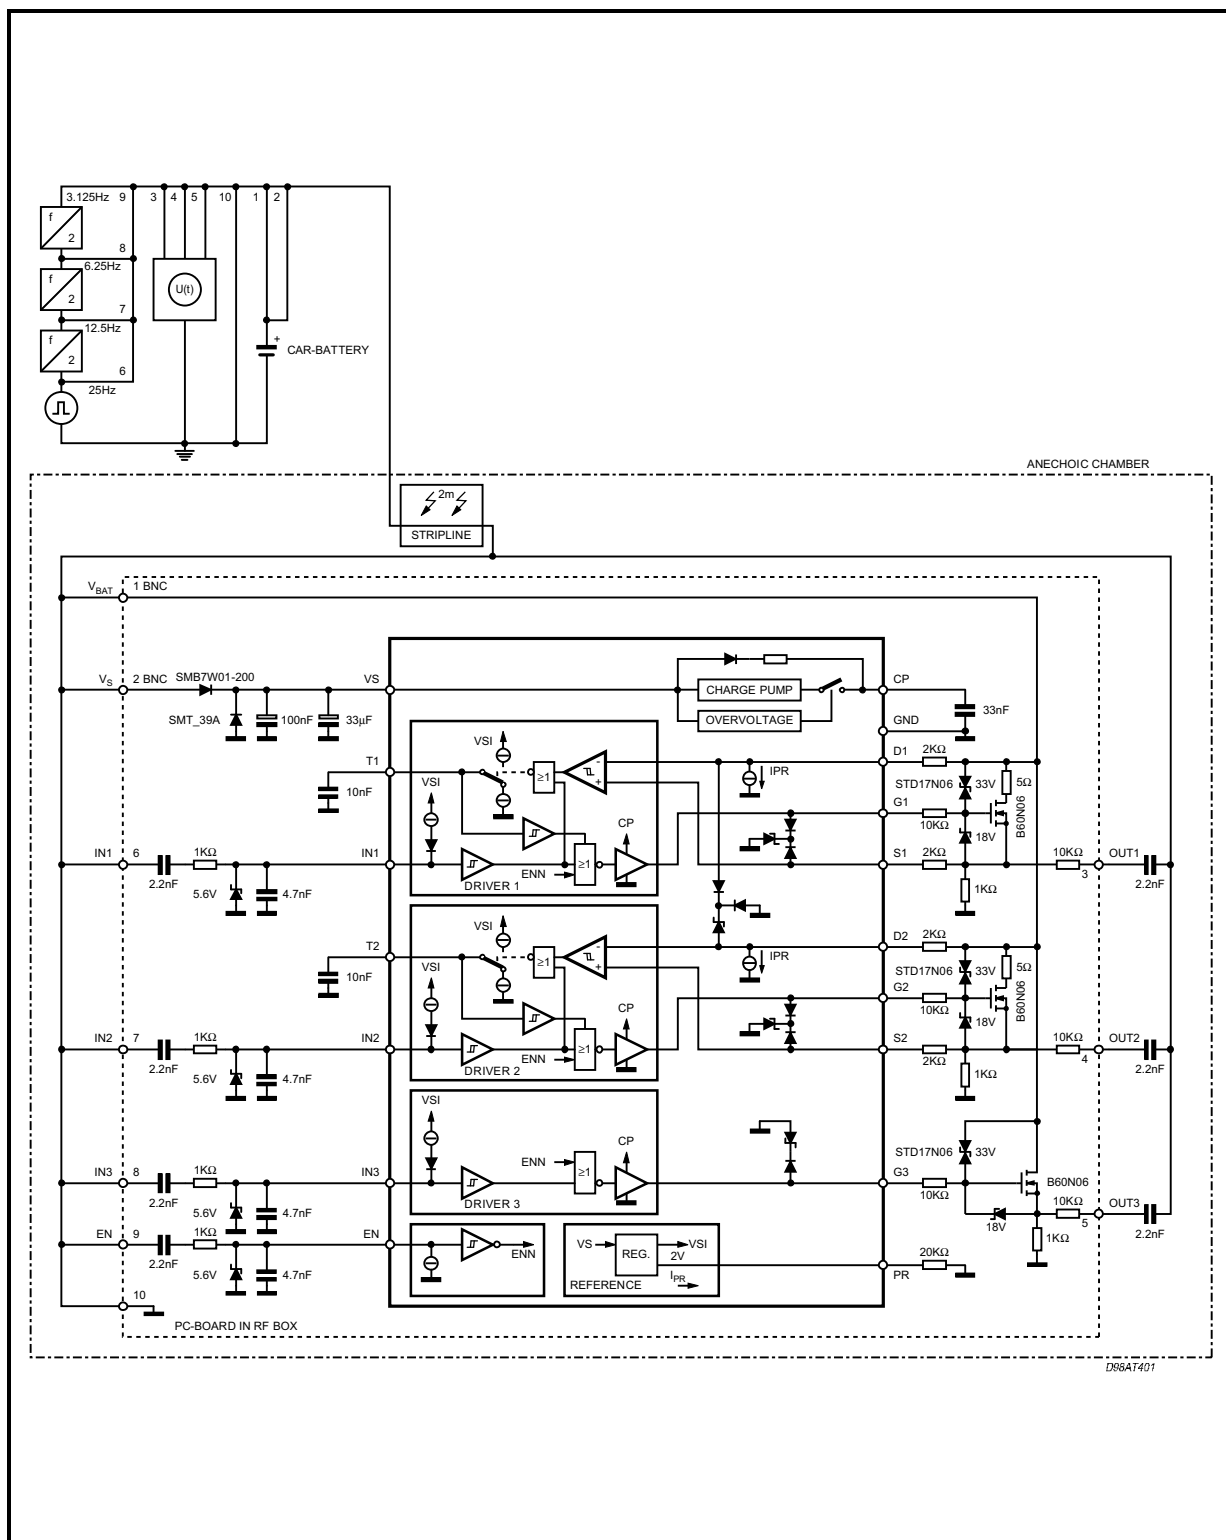 3.125Hz 9 3 4 5 10 1 2
f
2
8
6.25Hz
f
2
U(t)
7
12.5Hz
f
2
+
CAR-BATTERY
6
25Hz
ANECHOIC CHAMBER
2m
STRIPLINE
VBAT 1 BNC
VS 2 BNC SMB7W01-200 VS CHARGE PUMP CP
SMT_39A 100nF 33µF OVERVOLTAGE 33nF
GND
VSI D1 2KΩ
T1 ≥1 - + IPR STD17N06 33V 5Ω
VSI
10nF G1 B60N06
CP 10KΩ 18V
IN1 6 1KΩ IN1 ≥1 S1 2KΩ 10KΩ OUT1
3
2.2nF 5.6V 4.7nF ENN 1KΩ 2.2nF
DRIVER 1
VSI D2 2KΩ
T2 ≥1 - + IPR STD17N06 33V 5Ω
VSI
10nF G2 B60N06
CP 10KΩ 18V
IN2 7 1KΩ IN2 ≥1 S2 10KΩ OUT2
2KΩ 4
2.2nF 5.6V 4.7nF ENN 1KΩ 2.2nF
DRIVER 2
VSI
CP
STD17N06 33V
ENN
IN3 8 1KΩ IN3 ≥1 G3 B60N06
10KΩ 10KΩ OUT3
2.2nF 5.6V 4.7nF DRIVER 3 18V 5
1KΩ 2.2nF
EN 9 1KΩ EN ENN VS REG. VSI
2V 20KΩ
2.2nF 5.6V 4.7nF REFERENCE IPR PR
10
PC-BOARD IN RF BOX
D98AT401